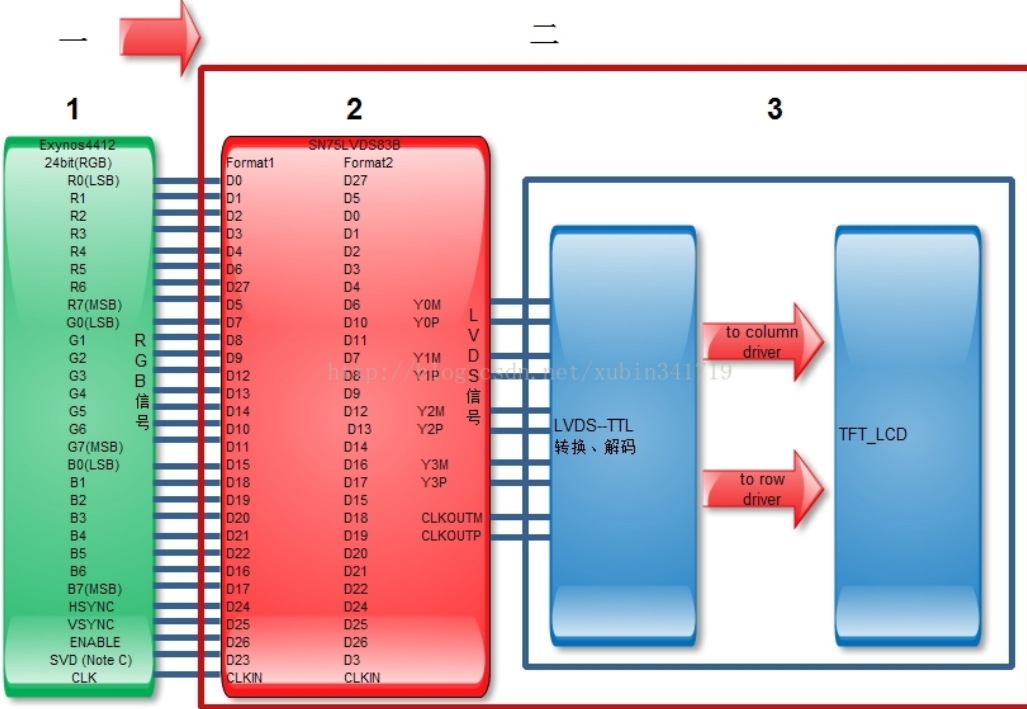 一
二
1
2
3
Exynos4412
24bit(RGB)
R0(LSB)
R1
R2
R3
R4
R5
R6
R7(MSB)
G0(LSB)
G1
G2
G3
G4
G5
G6
G7(MSB)
B0(LSB)
B1
B2
B3
B4
B5
B6
B7(MSB)
HSYNC
VSYNC
ENABLE
SVD (Note C)
CLK
RGB信号
SN75LVDS83B
Format1 Format2
D0 D27
D1 D5
D2 D0
D3 D1
D4 D2
D6 D3
D27 D4
D5 D6 Y0M
D7 D10 Y0P
D8 D11
D9 D7 Y1M
D12 D8 Y1P
D13 D9
D14 D12 Y2M
D10 D13 Y2P
D11 D14
D15 D16 Y3M
D18 D17 Y3P
D19 D15
D20 D18 CLKOUTM
D21 D19 CLKOUTP
D22 D20
D16 D21
D17 D22
D24 D24
D25 D25
D26 D26
D23 D3
CLKIN CLKIN
LVDS信号
LVDS--TTL
转换、解码
to column
driver
to row
driver
TFT_LCD
http://blog.csdn.net/xubin341719